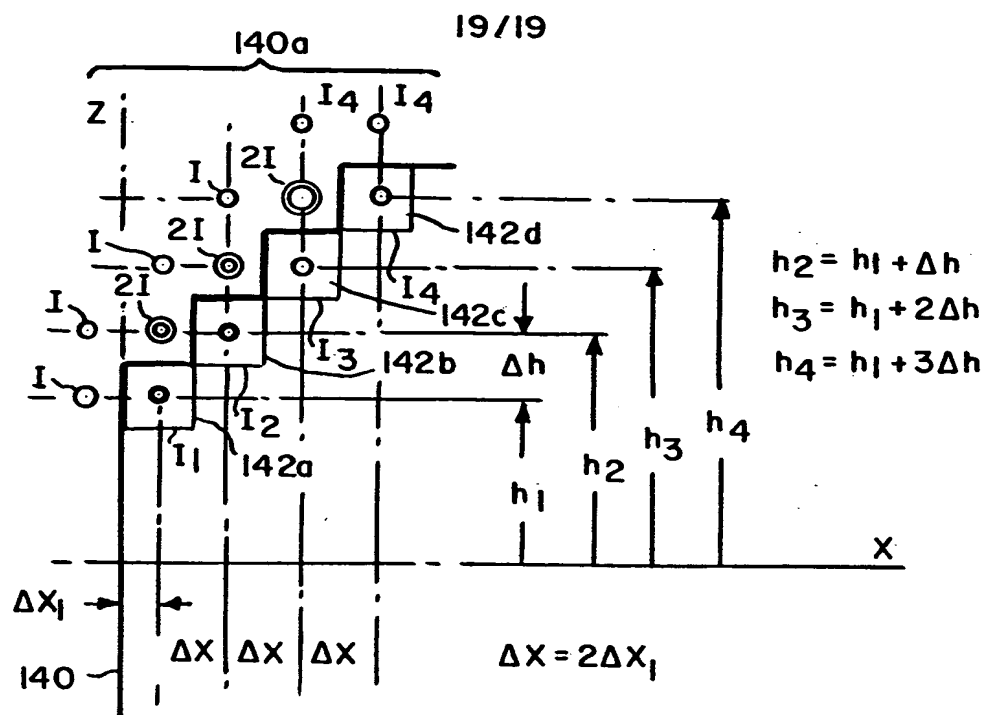 19/19
140a
Z
I4 I4
I 2I
142d
I 2I
I4
h2 = h1 + Δh
I 2I
142c
h3 = h1 + 2Δh
I3
142b
Δh
h4 = h1 + 3Δh
I
I2
I1
142a
h1
h2
h3
h4
X
ΔX1
ΔX ΔX ΔX
ΔX = 2ΔX1
140